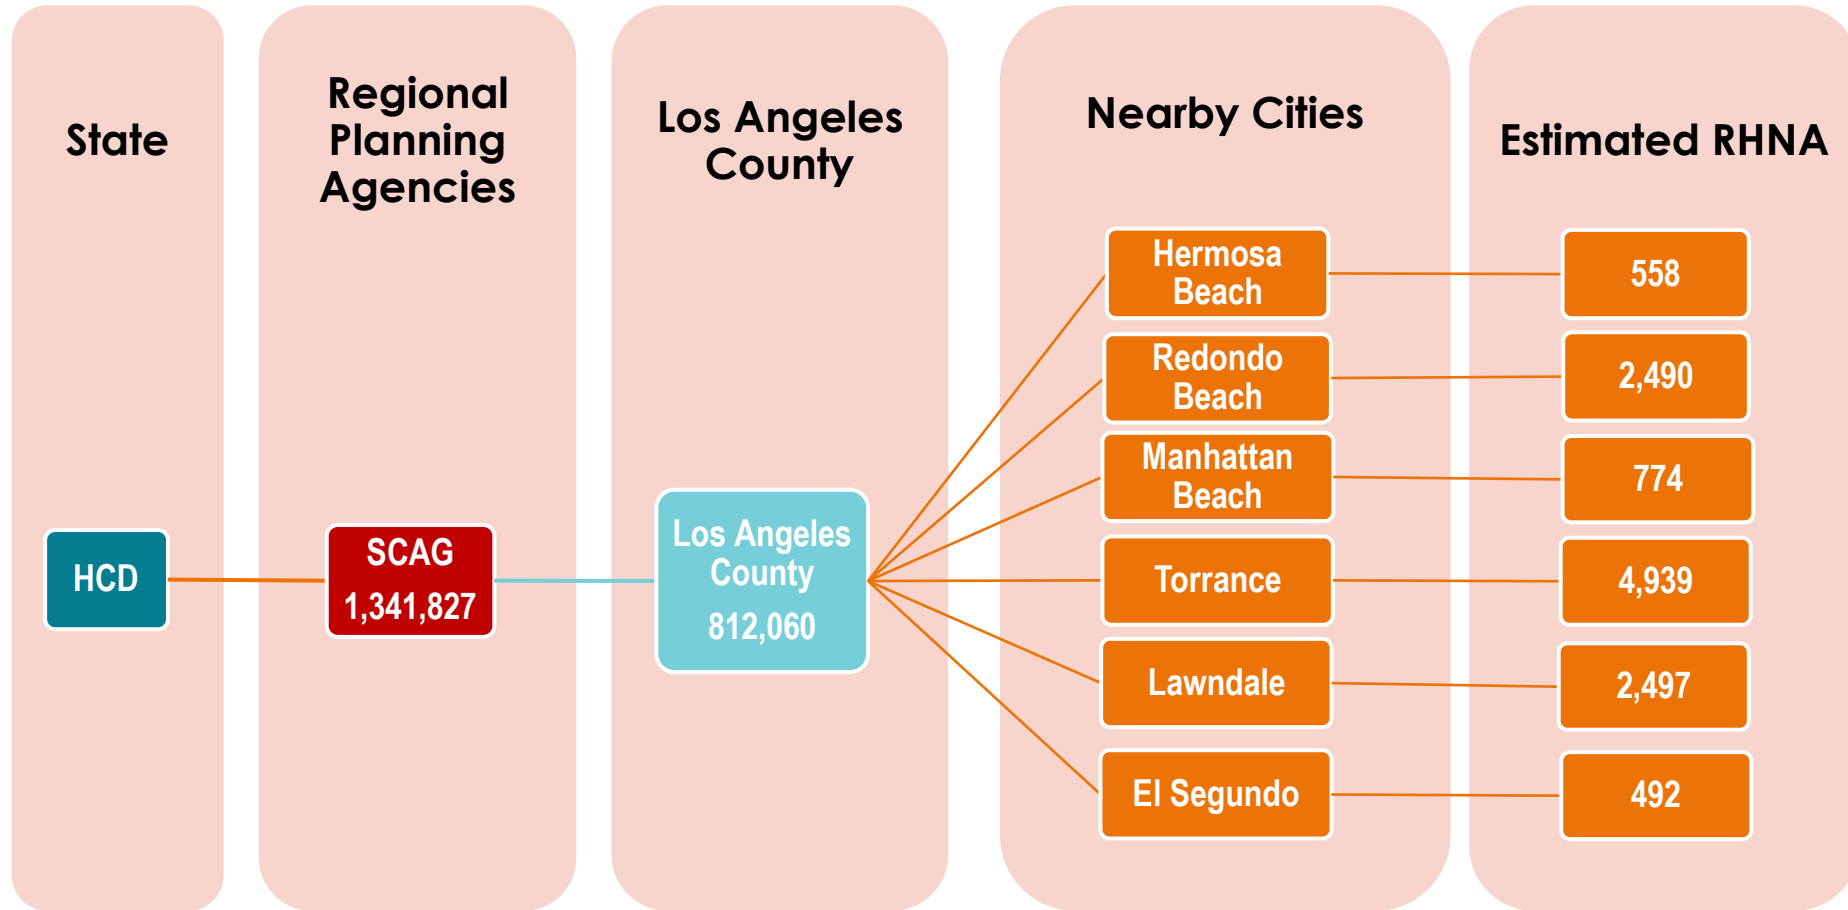 State
Regional
Planning
Agencies
Los Angeles
County
Nearby Cities
Estimated RHNA
HCD
SCAG
1,341,827
Los Angeles
County
812,060
Hermosa
Beach
558
Redondo
Beach
2,490
Manhattan
Beach
774
Torrance
4,939
Lawndale
2,497
El Segundo
492